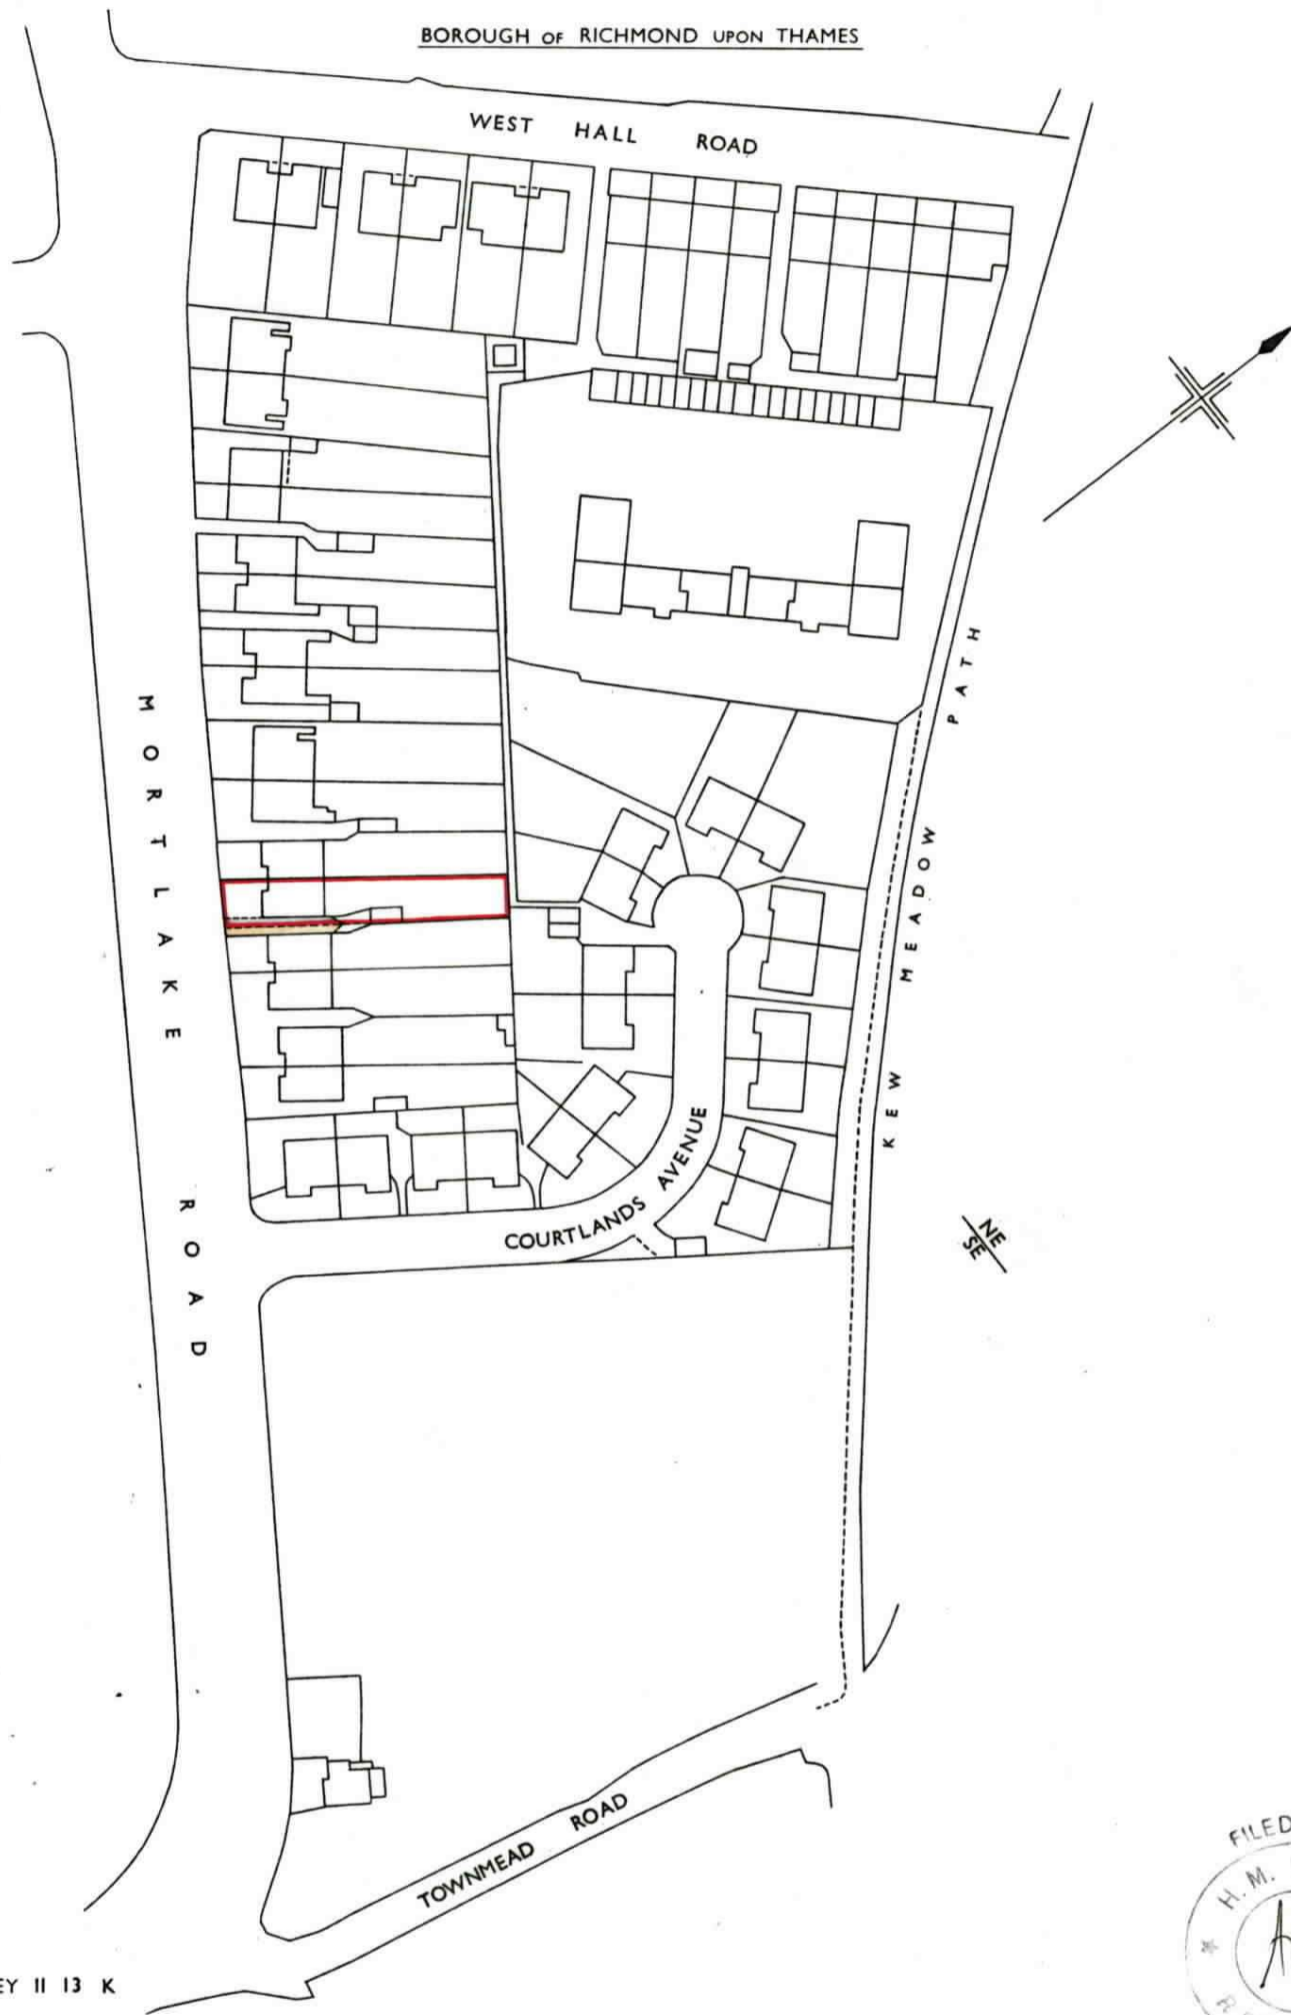 BOROUGH OF RICHMOND UPON THAMES
WEST HALL ROAD
MORTLAKE ROAD
KEW MEADOW PATH
COURTLANDS AVENUE
NE
SE
TOWNMEAD ROAD
FILED
H. M.
EY II 13 K